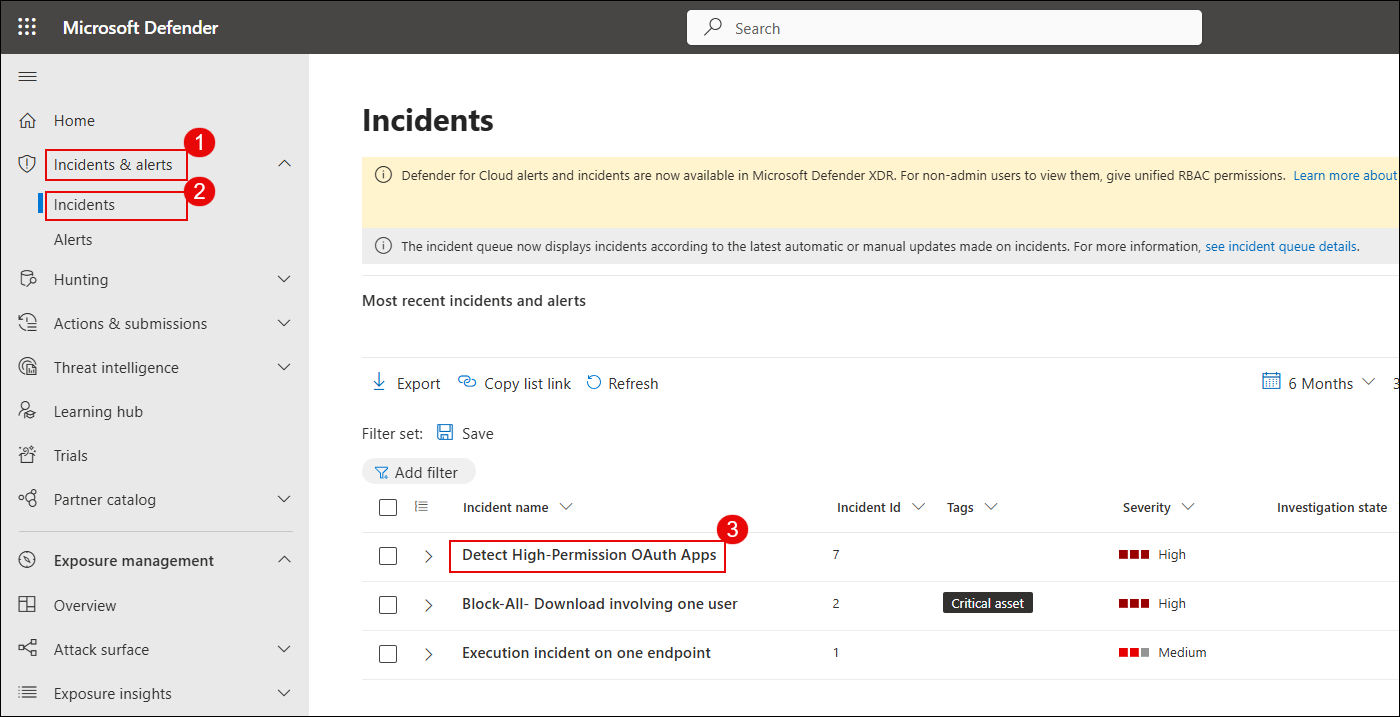 Microsoft Defender
Search
Home
Incidents & alerts
1
Incidents
2
Alerts
Hunting
Actions & submissions
Threat intelligence
Learning hub
Trials
Partner catalog
Exposure management
Overview
Attack surface
Exposure insights
Incidents
Defender for Cloud alerts and incidents are now available in Microsoft Defender XDR. For non-admin users to view them, give unified RBAC permissions. Learn more about
The incident queue now displays incidents according to the latest automatic or manual updates made on incidents. For more information, see incident queue details.
Most recent incidents and alerts
Export Copy list link Refresh 6 Months 3
Filter set: Save
Add filter
Incident name Incident Id Tags Severity Investigation state
3
Detect High-Permission OAuth Apps 7 High
Block-All- Download involving one user 2 Critical asset High
Execution incident on one endpoint 1 Medium